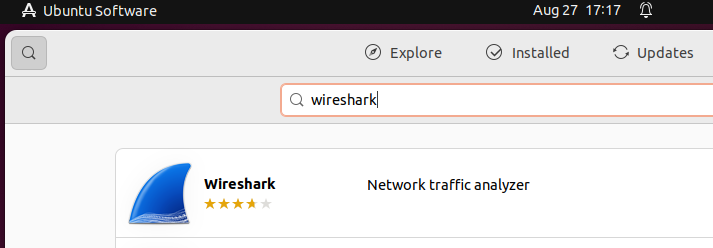 Ubuntu Software
Aug 27 17:17
Explore
Installed
Updates
wireshark
Wireshark
Network traffic analyzer